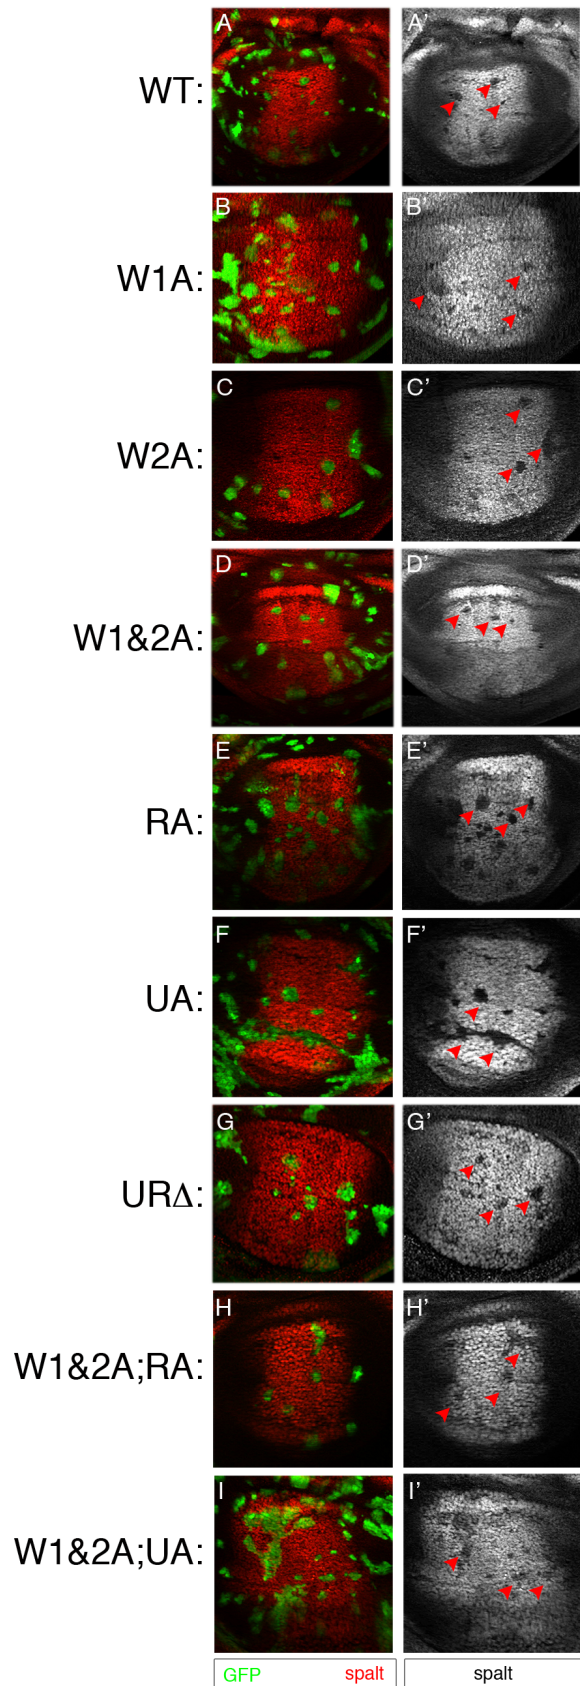 A A’
WT:
B B’
W1A:
C C’
W2A:
D D’
W1&2A:
E E’
RA:
F F’
UA:
G G’
URΔ:
H H’
W1&2A;RA:
I I’
W1&2A;UA:
GFP spalt spalt